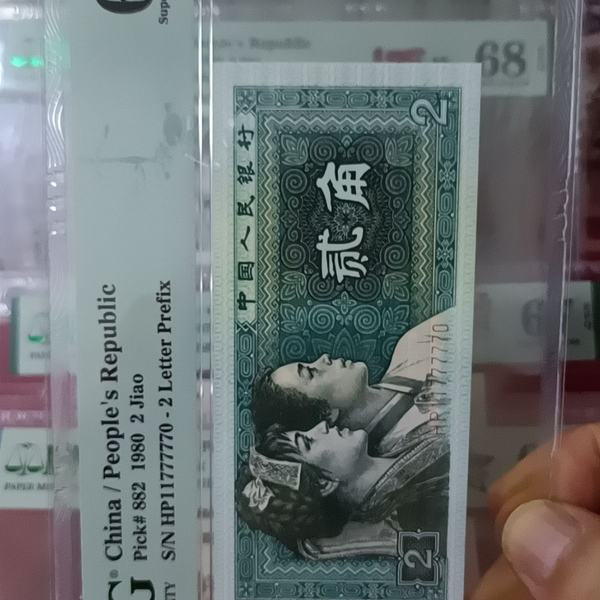 China / People's Republic
Pick# 882 1980 2 Jiao
S/N HP11777770 - 2 Letter Prefix
中国人民银行
贰角
2
HP11777770
2
68